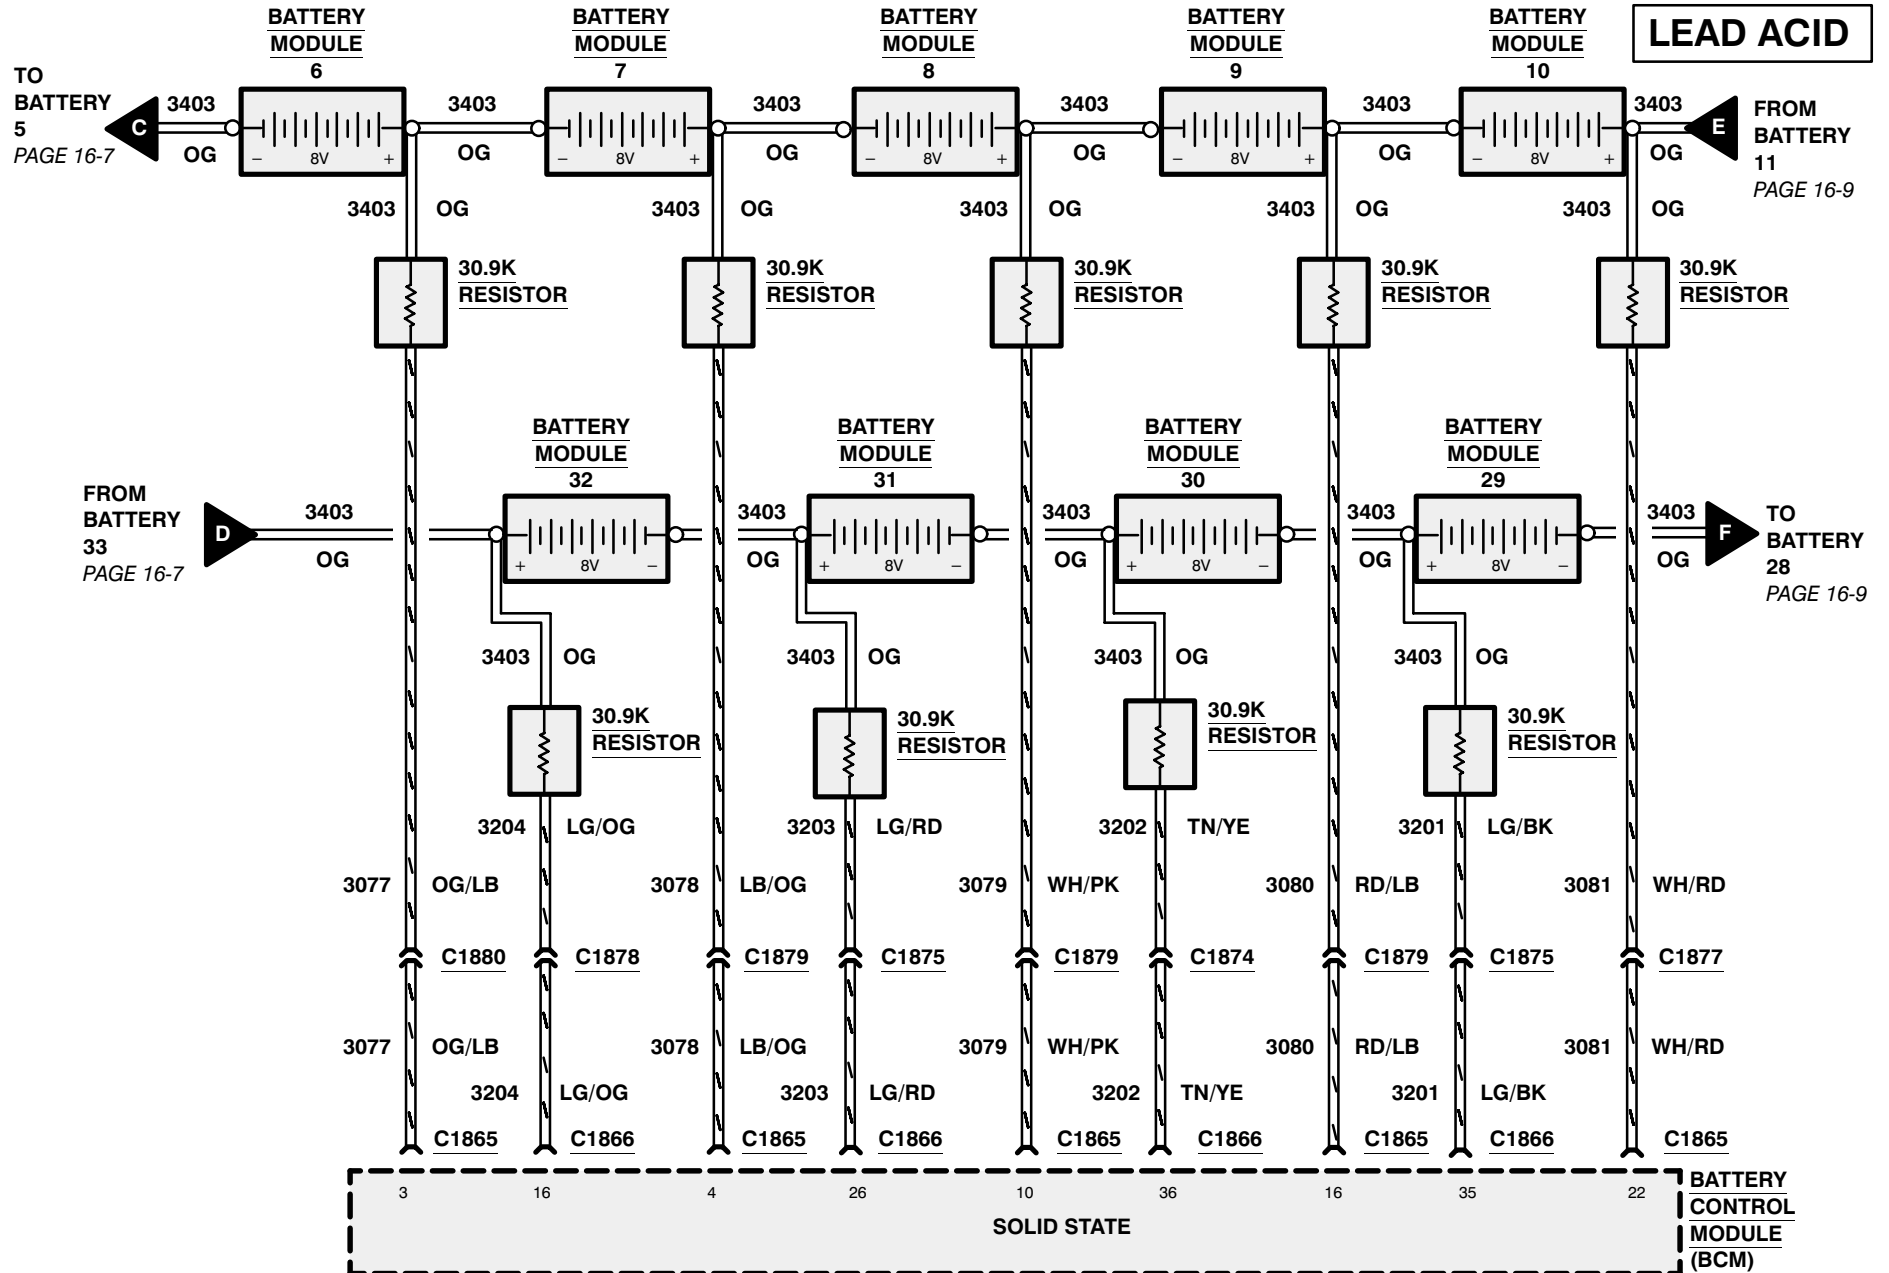 BATTERY MODULE 6
BATTERY MODULE 7
BATTERY MODULE 8
BATTERY MODULE 9
BATTERY MODULE 10
LEAD ACID
TO BATTERY 5
PAGE 16-7
C
3403 3403 3403 3403 3403 3403
OG OG OG OG OG OG
E
FROM BATTERY 11
PAGE 16-9
– 8V +
– 8V +
– 8V +
– 8V +
– 8V +
3403 OG
3403 OG
3403 OG
3403 OG
3403 OG
30.9K RESISTOR
30.9K RESISTOR
30.9K RESISTOR
30.9K RESISTOR
30.9K RESISTOR
BATTERY MODULE 32
BATTERY MODULE 31
BATTERY MODULE 30
BATTERY MODULE 29
FROM BATTERY 33
PAGE 16-7
D
3403 3403 3403 3403 3403
OG OG OG OG OG
F
TO BATTERY 28
PAGE 16-9
+ 8V –
+ 8V –
+ 8V –
+ 8V –
3403 OG
3403 OG
3403 OG
3403 OG
30.9K RESISTOR
30.9K RESISTOR
30.9K RESISTOR
30.9K RESISTOR
3204 LG/OG
3203 LG/RD
3202 TN/YE
3201 LG/BK
3077 OG/LB
3078 LB/OG
3079 WH/PK
3080 RD/LB
3081 WH/RD
C1880 C1878 C1879 C1875 C1879 C1874 C1879 C1875 C1877
3077 OG/LB
3078 LB/OG
3079 WH/PK
3080 RD/LB
3081 WH/RD
3204 LG/OG
3203 LG/RD
3202 TN/YE
3201 LG/BK
C1865 C1866 C1865 C1866 C1865 C1866 C1865 C1866 C1865
3 16 4 26 10 36 16 35 22
SOLID STATE
BATTERY
CONTROL
MODULE
(BCM)